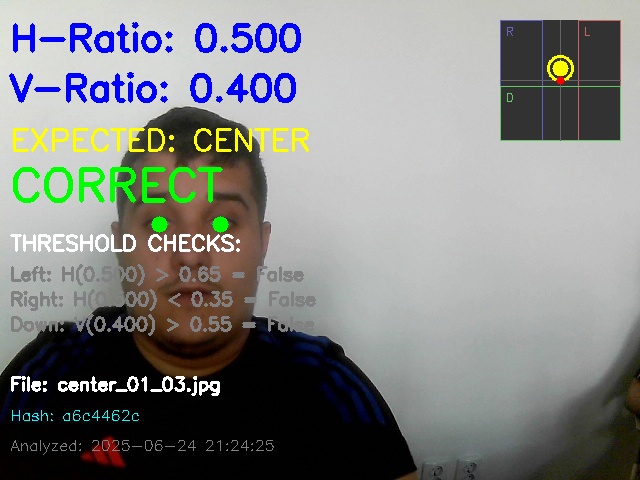 H-Ratio: 0.500
V-Ratio: 0.400
EXPECTED: CENTER
CORRECT
THRESHOLD CHECKS:
Left: H(0.500) > 0.65 = False
Right: H(0.500) < 0.35 = False
Down: V(0.400) > 0.55 = False
File: center_01_03.jpg
Hash: a6c4462c
Analyzed: 2025-06-24 21:24:25
R
L
D